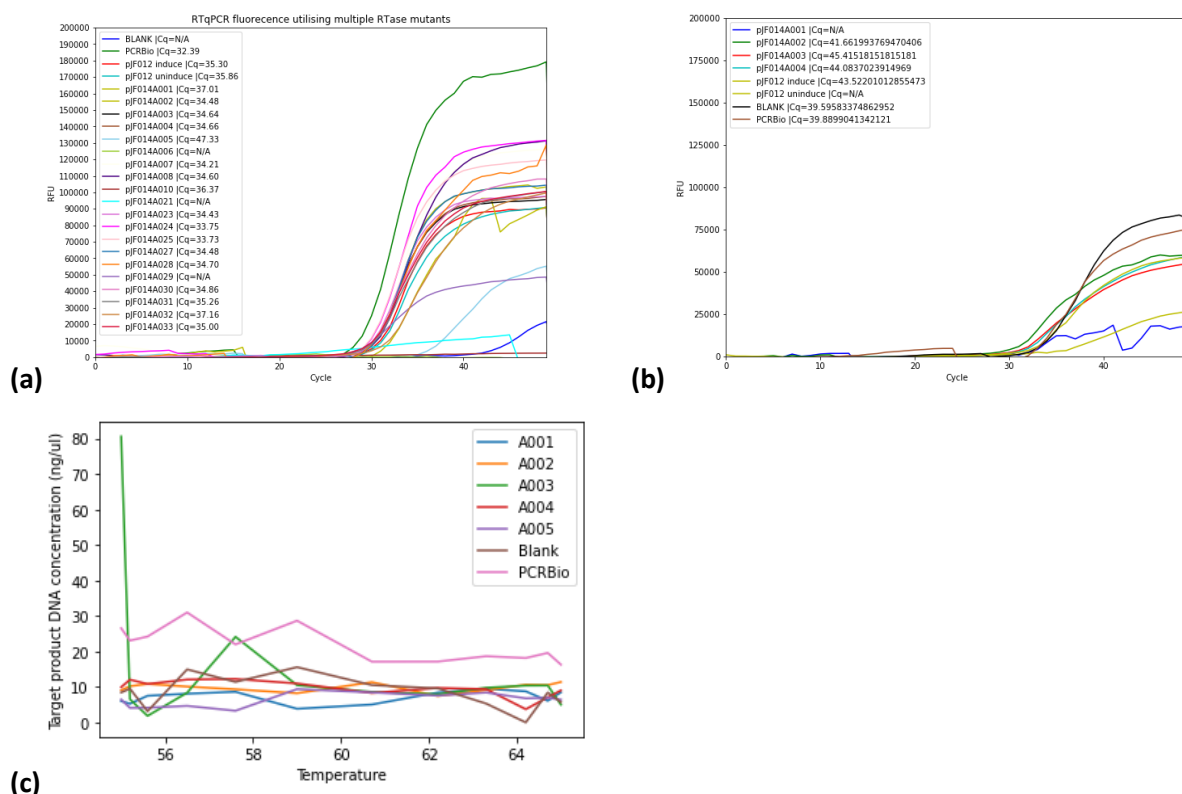 RTqPCR fluorecence utilising multiple RTase mutants
200000
190000
180000
170000
160000
150000
140000
130000
120000
110000
100000
90000
80000
70000
60000
50000
40000
30000
20000
10000
0
RFU
BLANK |Cq=N/A
PCRBio |Cq=32.39
pJF012 induce |Cq=35.30
pJF012 uninduce |Cq=35.86
pJF014A001 |Cq=37.01
pJF014A002 |Cq=34.48
pJF014A003 |Cq=34.64
pJF014A004 |Cq=34.66
pJF014A005 |Cq=47.33
pJF014A006 |Cq=N/A
pJF014A007 |Cq=34.21
pJF014A008 |Cq=34.60
pJF014A010 |Cq=36.37
pJF014A021 |Cq=N/A
pJF014A023 |Cq=34.43
pJF014A024 |Cq=33.75
pJF014A025 |Cq=33.73
pJF014A027 |Cq=34.48
pJF014A028 |Cq=34.70
pJF014A029 |Cq=N/A
pJF014A030 |Cq=34.86
pJF014A031 |Cq=35.26
pJF014A032 |Cq=37.16
pJF014A033 |Cq=35.00
0 10 20 30 40
Cycle
(a)
200000
175000
150000
125000
100000
75000
50000
25000
0
RFU
pJF014A001 |Cq=N/A
pJF014A002 |Cq=41.661993769470406
pJF014A003 |Cq=45.41518151815181
pJF014A004 |Cq=44.0837023914969
pJF012 induce |Cq=43.52201012855473
pJF012 uninduce |Cq=N/A
BLANK |Cq=39.59583374862952
PCRBio |Cq=39.8899041342121
0 10 20 30 40
Cycle
(b)
Target product DNA concentration (ng/ul)
80
70
60
50
40
30
20
10
0
A001
A002
A003
A004
A005
Blank
PCRBio
56 58 60 62 64
Temperature
(c)